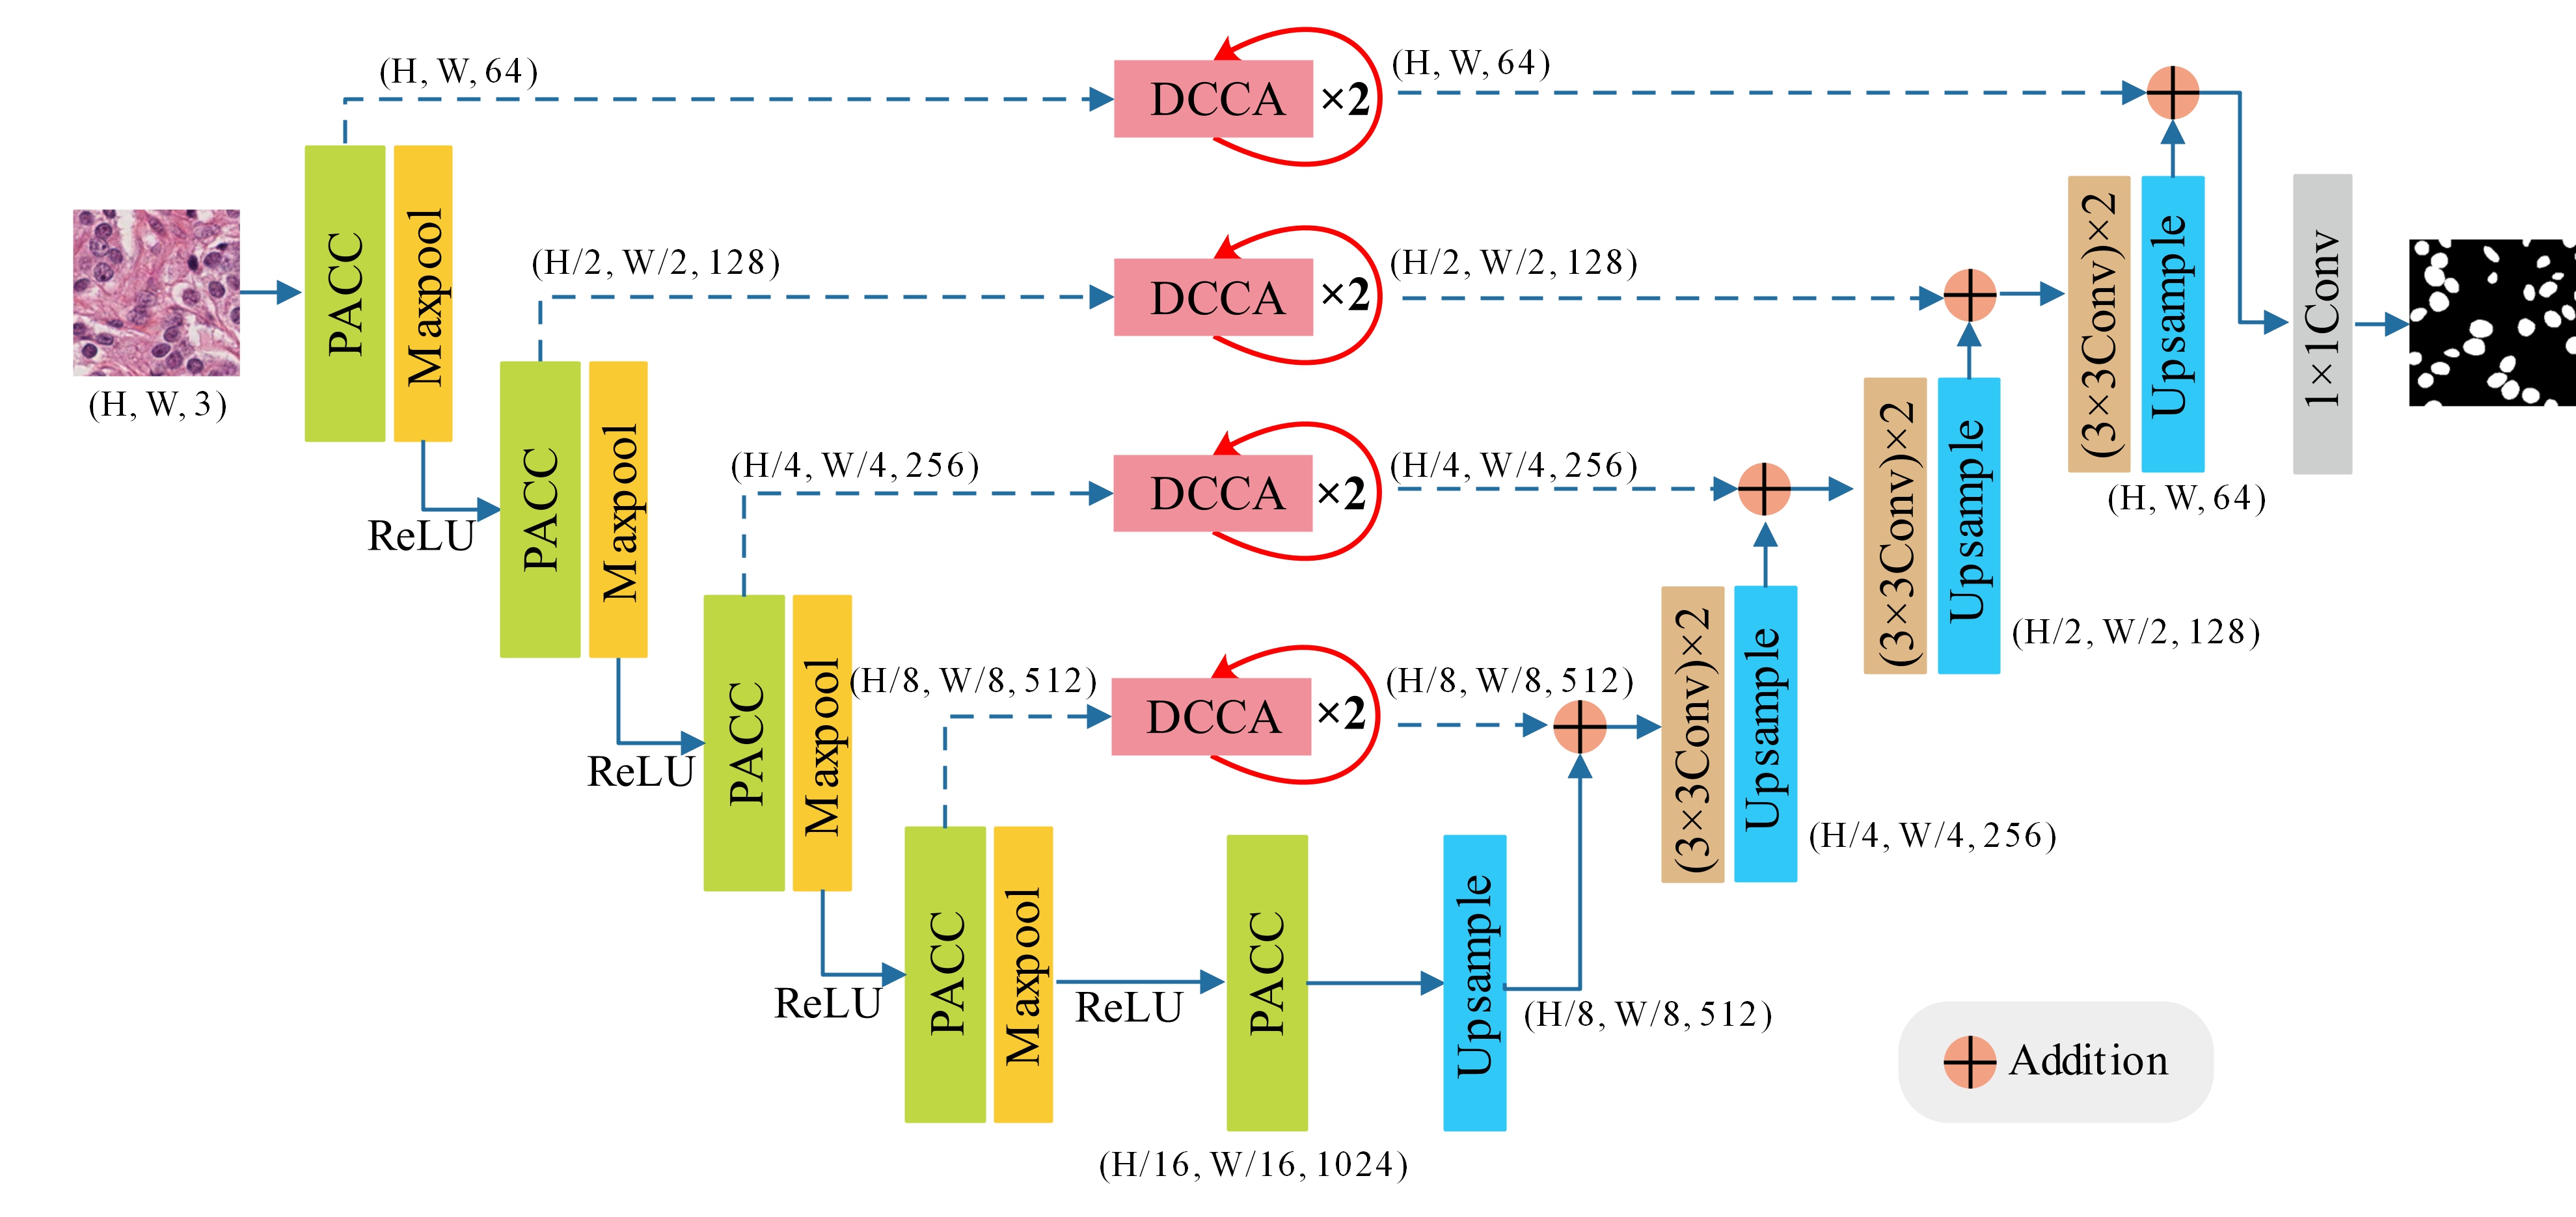 (H, W, 64)
DCCA ×2
(H, W, 64)
(H, W, 3)
PACC
Maxpool
ReLU
(H/2, W/2, 128)
DCCA ×2
(H/2, W/2, 128)
PACC
Maxpool
ReLU
(H/4, W/4, 256)
DCCA ×2
(H/4, W/4, 256)
PACC
Maxpool
ReLU
(H/8, W/8, 512)
DCCA ×2
(H/8, W/8, 512)
PACC
Maxpool
ReLU
PACC
(H/16, W/16, 1024)
Upsample
(H/8, W/8, 512)
(3×3Conv)×2
Upsample
(H/4, W/4, 256)
(3×3Conv)×2
Upsample
(H/2, W/2, 128)
(3×3Conv)×2
Upsample
(H, W, 64)
1×1Conv
Addition